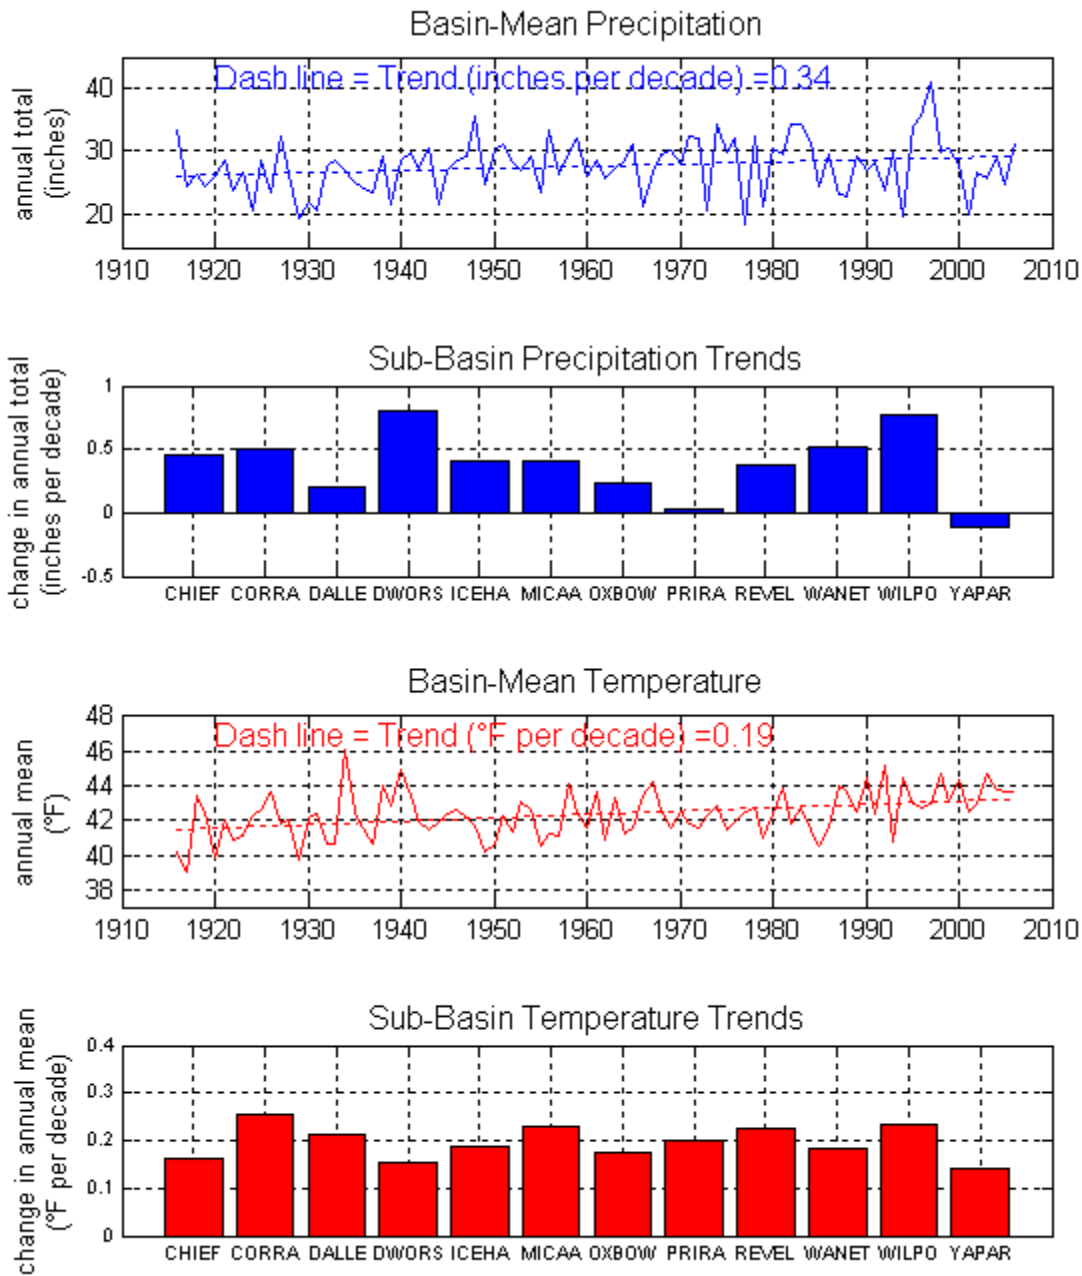 Basin-Mean Precipitation
Dash line = Trend (inches per decade) =0.34
annual total
(inches)
40
30
20
1910 1920 1930 1940 1950 1960 1970 1980 1990 2000 2010
Sub-Basin Precipitation Trends
change in annual total
(inches per decade)
1
0.5
0
-0.5
CHIEF CORRA DALLE DWORS ICEHA MICAA OXBOW PRIRA REVEL WANET WILPO YAPAR
Basin-Mean Temperature
Dash line = Trend (°F per decade) =0.19
annual mean
(°F)
48
46
44
42
40
38
1910 1920 1930 1940 1950 1960 1970 1980 1990 2000 2010
Sub-Basin Temperature Trends
change in annual mean
(°F per decade)
0.4
0.3
0.2
0.1
0
CHIEF CORRA DALLE DWORS ICEHA MICAA OXBOW PRIRA REVEL WANET WILPO YAPAR